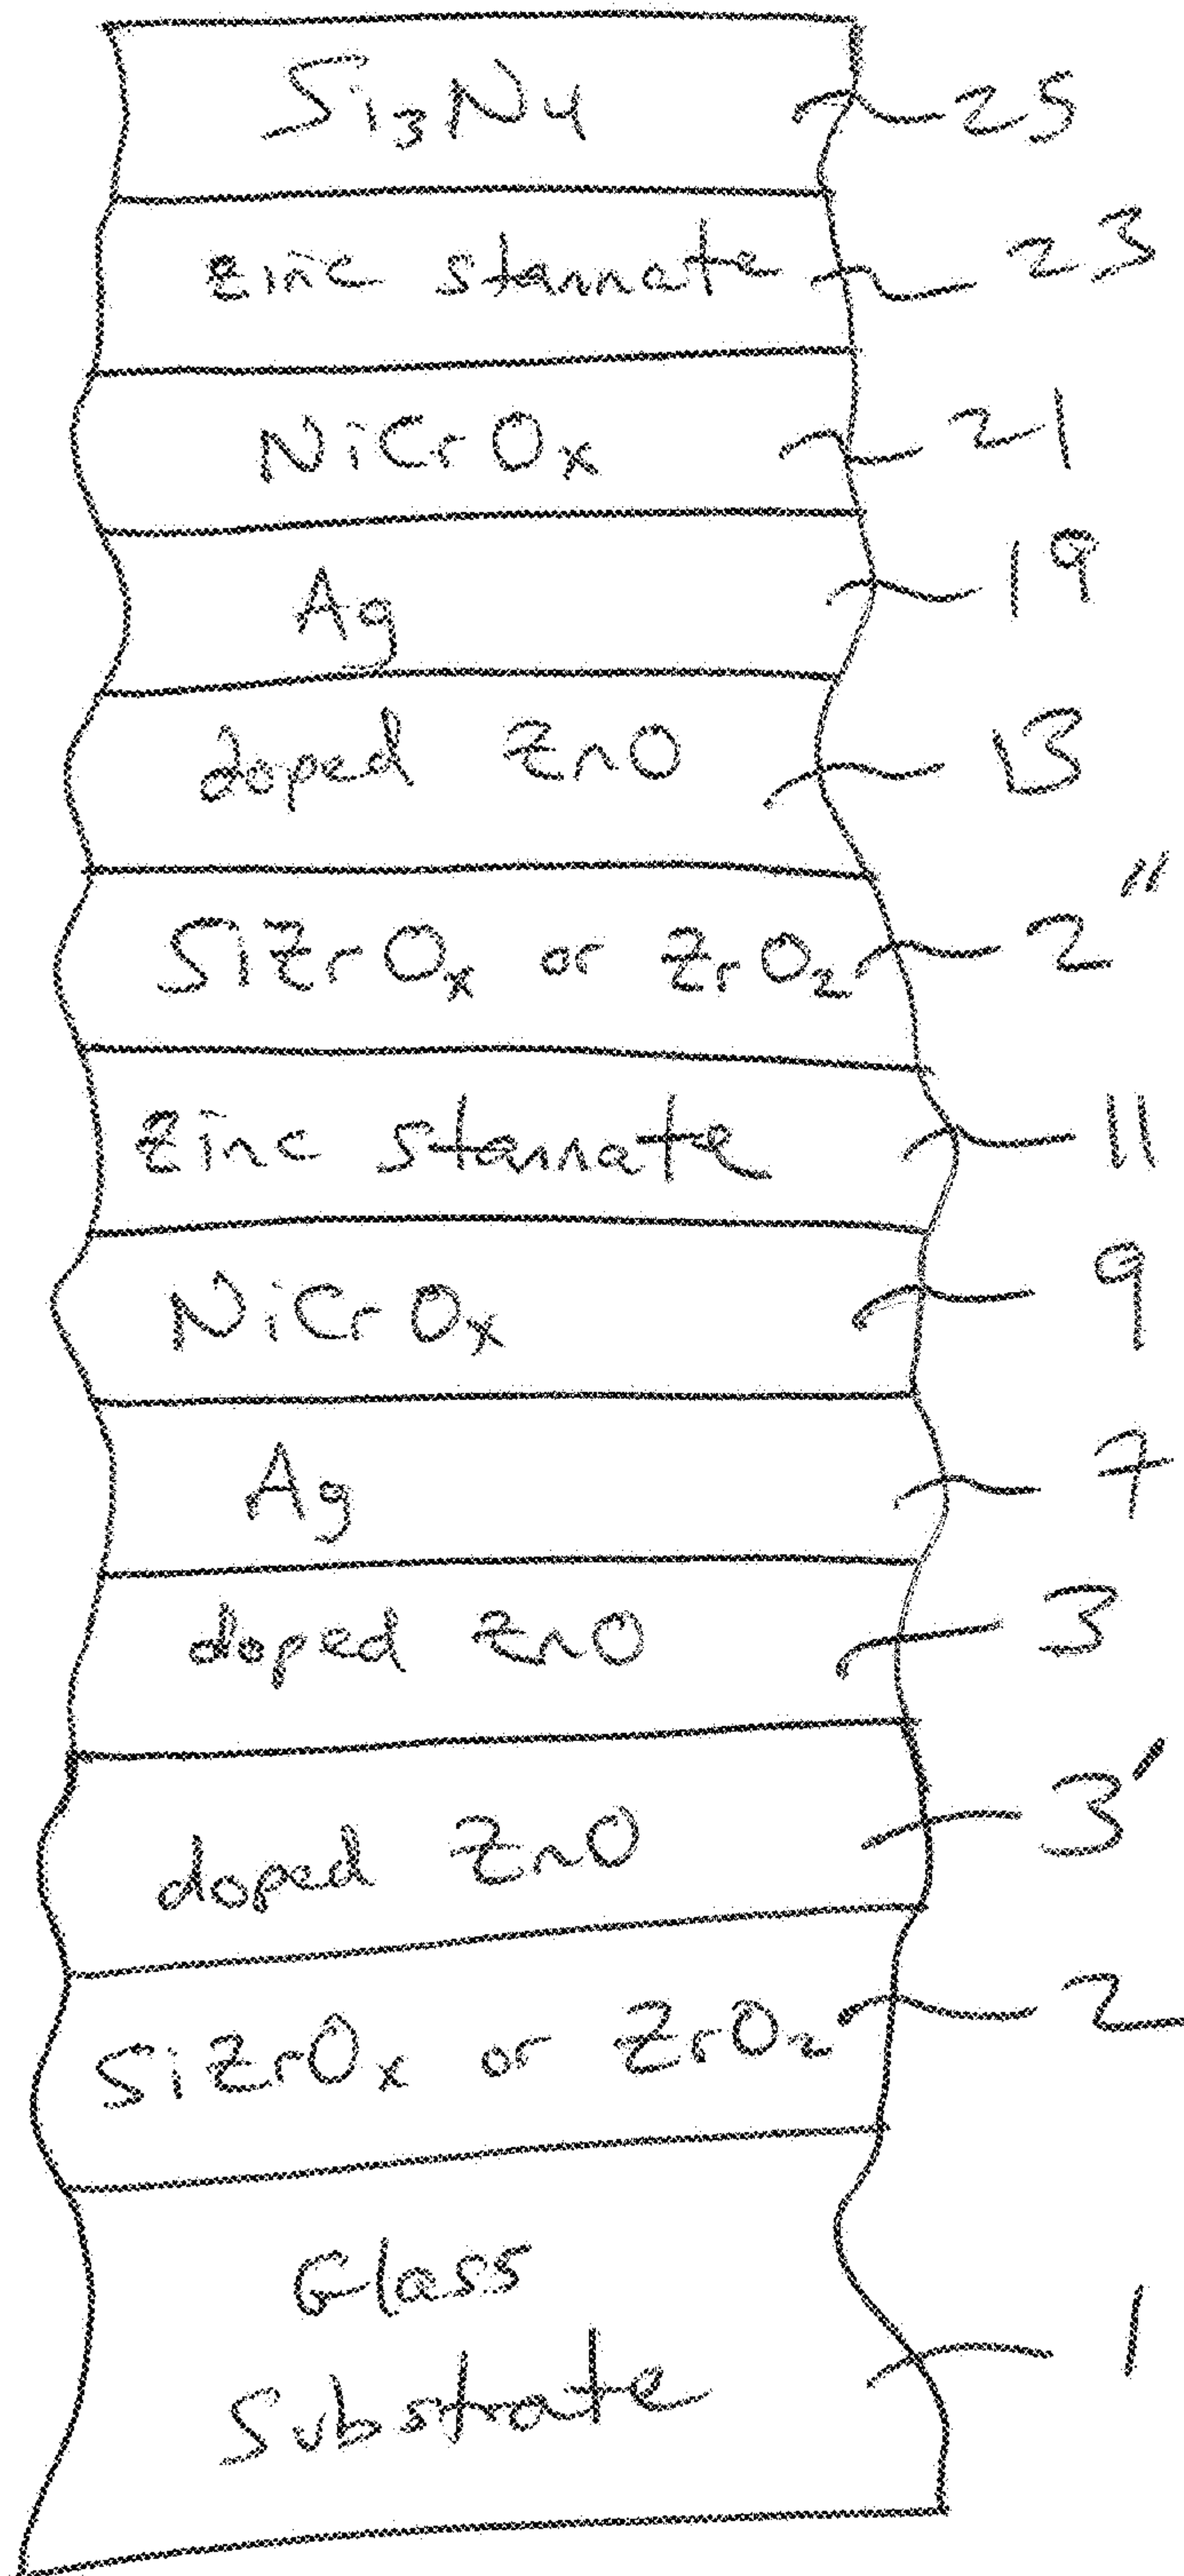 Si3N4 25
zinc stannate 23
NiCrOx 21
Ag 19
doped ZnO 13
SiZrOx or ZrO2 2"
zinc stannate 11
NiCrOx 9
Ag 7
doped ZnO 3
doped ZnO 3'
SiZrOx or ZrO2 2
Glass
Substrate 1